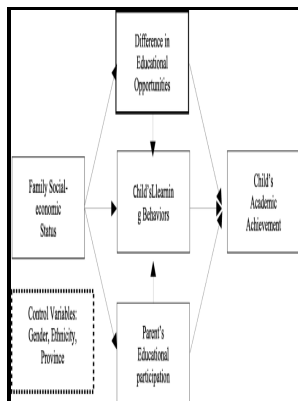 Difference in
Educational
Opportunities
Family Social-
economic
Status
Child'sLlearnin
g Behaviors
Child's
Academic
Achievement
Control Variables:
Gender, Ethnicity,
Province
Parent's
Educational
participation